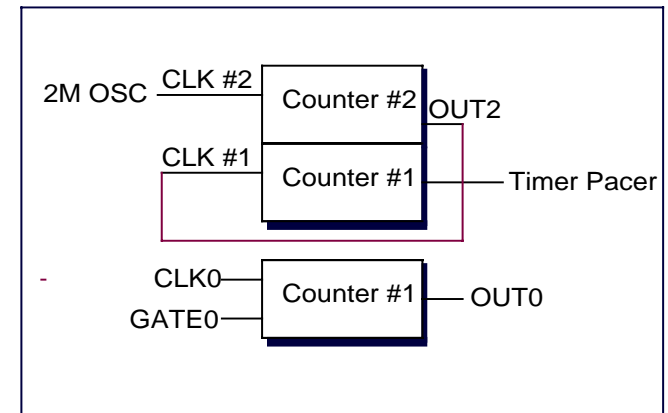 2M OSC CLK #2 Counter #2 OUT2
CLK #1 Counter #1 Timer Pacer
CLK0 Counter #1 OUT0
GATE0